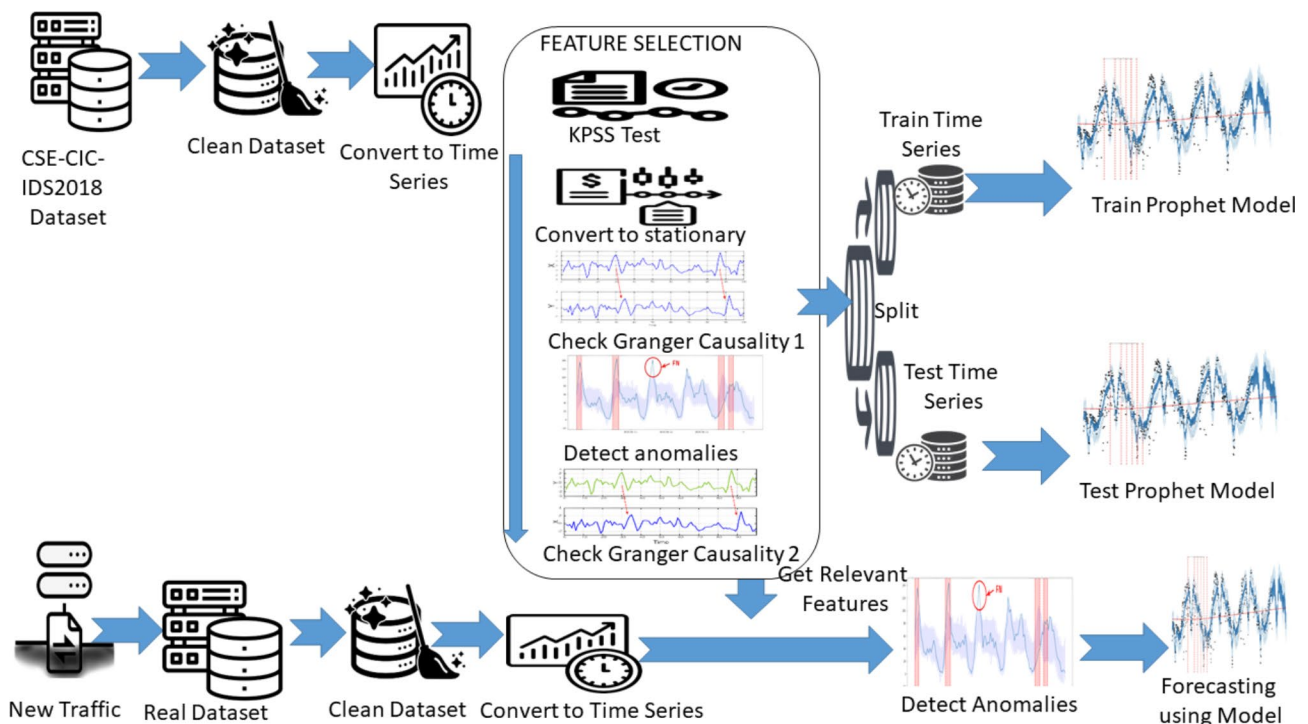 CSE-CIC-
IDS2018
Dataset
Clean Dataset
Convert to Time
Series
FEATURE SELECTION
KPSS Test
$
Convert to stationary
Check Granger Causality 1
FN
Detect anomalies
Time
Check Granger Causality 2
Split
Train Time
Series
Train Prophet Model
Test Time
Series
Test Prophet Model
New Traffic
Real Dataset
Clean Dataset
Convert to Time Series
Get Relevant
Features
FN
Detect Anomalies
Forecasting
using Model